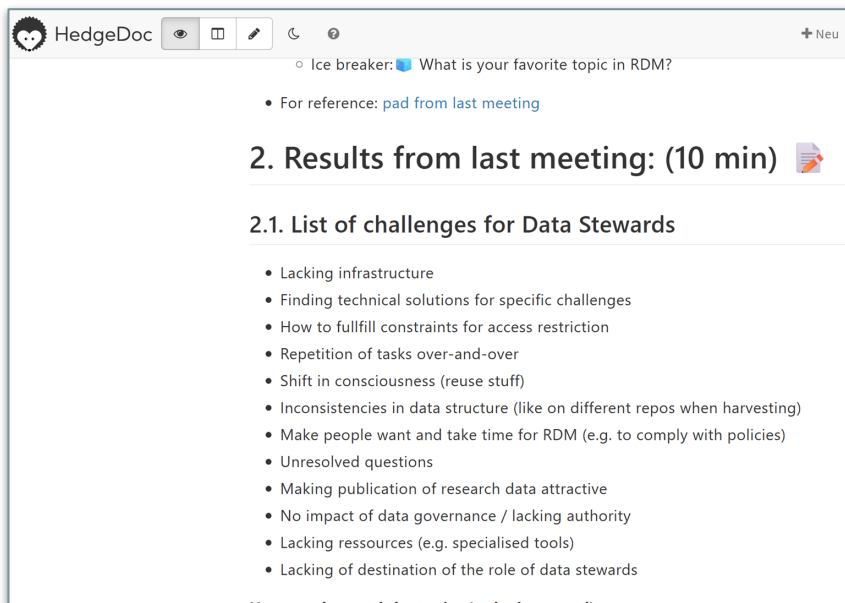 HedgeDoc
Neu
Ice breaker: What is your favorite topic in RDM?
For reference: pad from last meeting
2. Results from last meeting: (10 min)
2.1. List of challenges for Data Stewards
Lacking infrastructure
Finding technical solutions for specific challenges
How to fullfill constraints for access restriction
Repetition of tasks over-and-over
Shift in consciousness (reuse stuff)
Inconsistencies in data structure (like on different repos when harvesting)
Make people want and take time for RDM (e.g. to comply with policies)
Unresolved questions
Making publication of research data attractive
No impact of data governance / lacking authority
Lacking ressources (e.g. specialised tools)
Lacking of destination of the role of data stewards